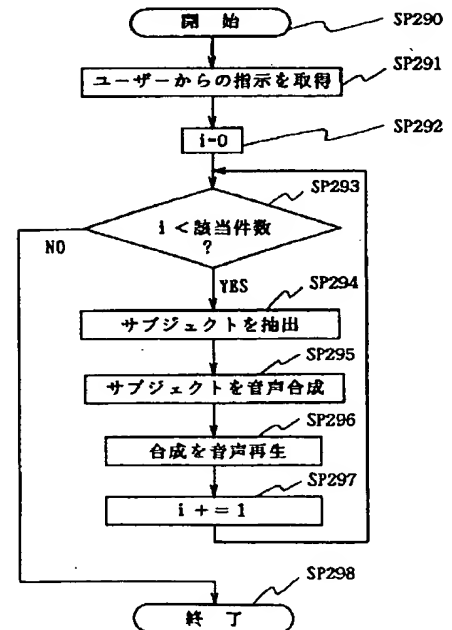 開 始
SP290
SP291
ユーザーからの指示を取得
SP292
i=0
SP293
i < 該当件数
?
NO
YES
SP294
サブジェクトを抽出
SP295
サブジェクトを音声合成
SP296
合成を音声再生
SP297
i += 1
SP298
終 了